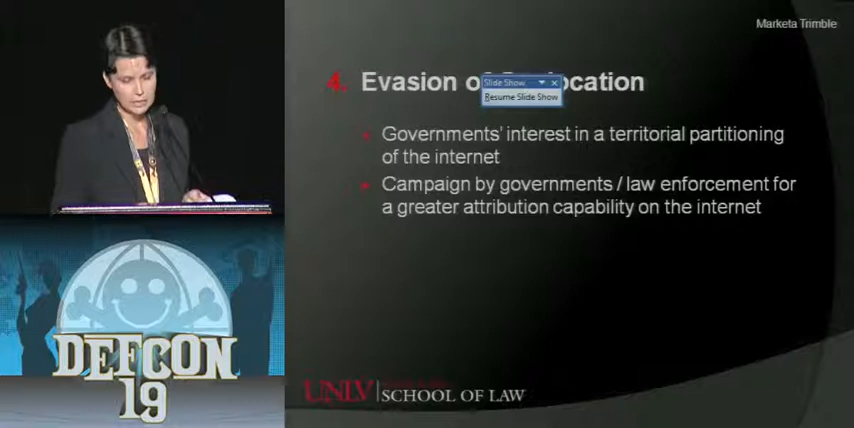 Marketa Trimble
4. Evasion of
Slide Show
Resume Slide Show
Governments' interest in a territorial partitioning
of the internet
Campaign by governments / law enforcement for
a greater attribution capability on the internet
DEFCON
19
UNLV SCHOOL OF LAW